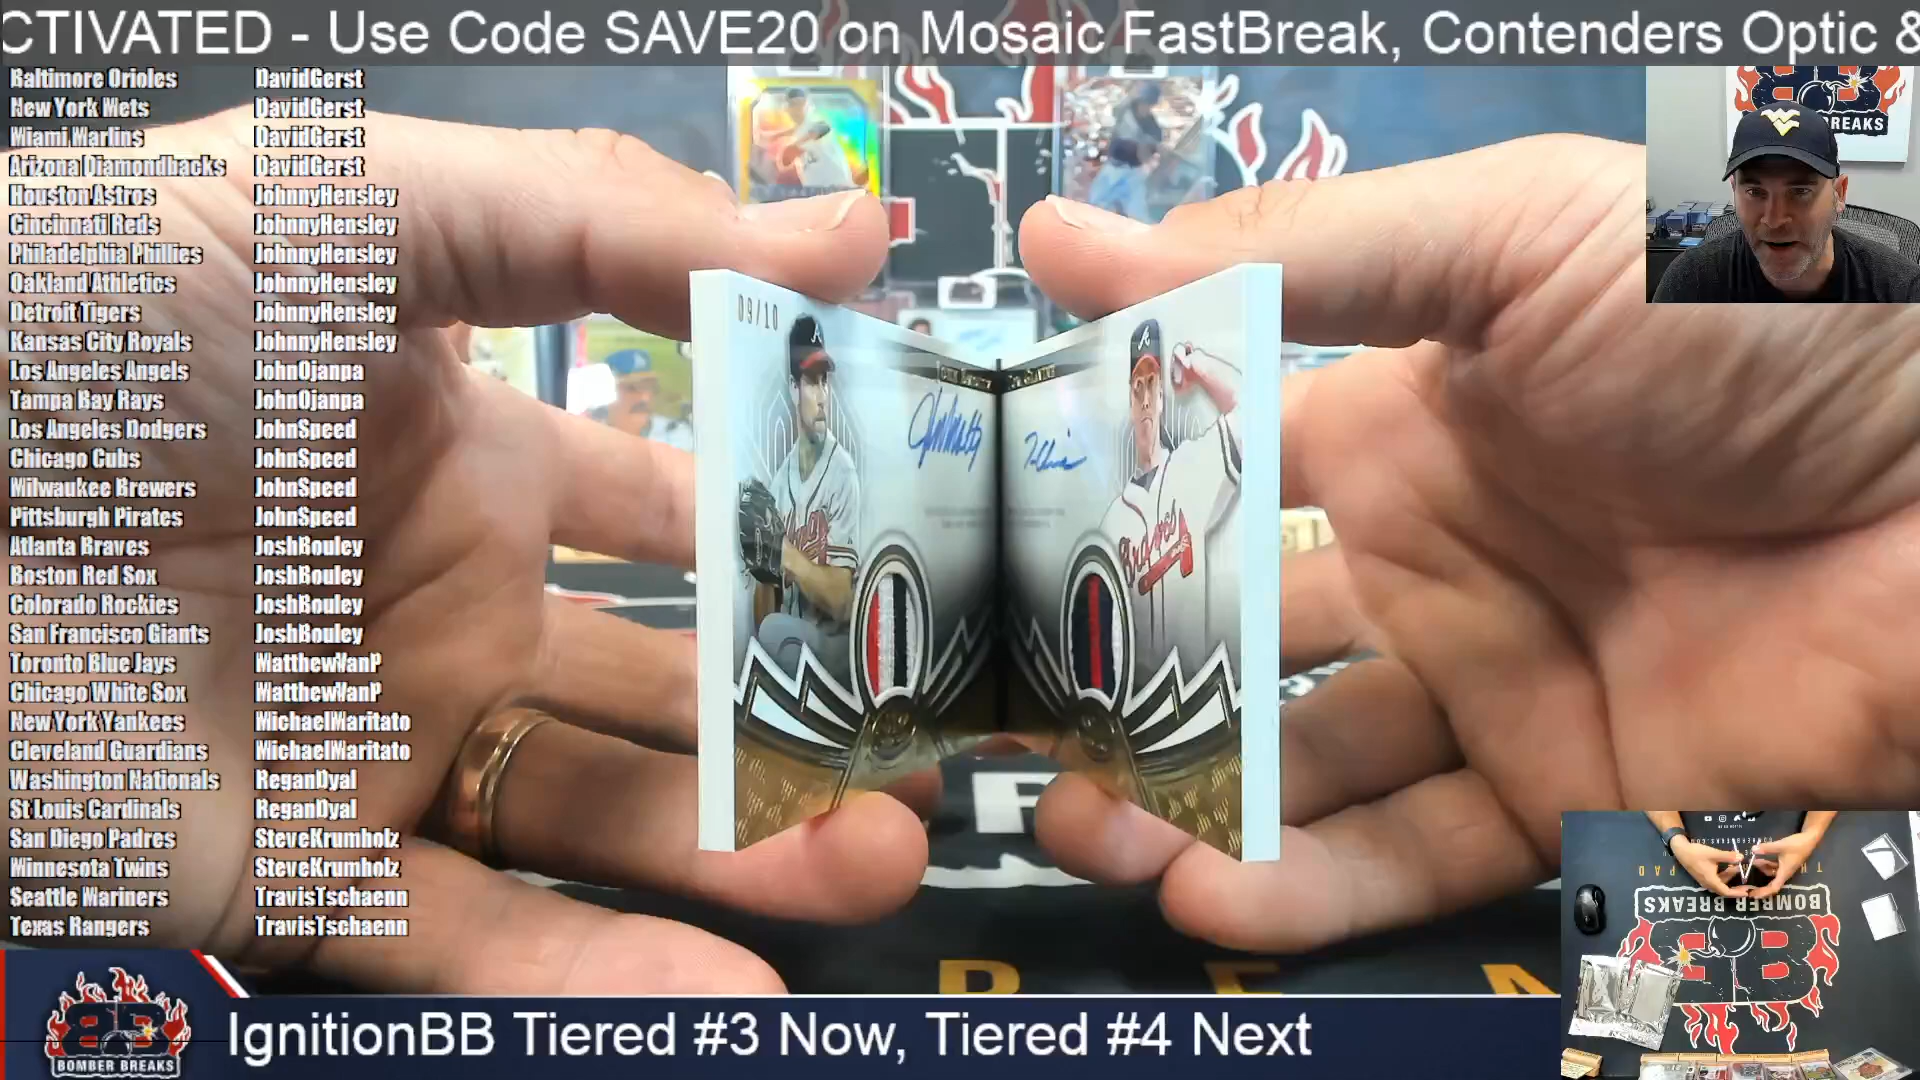 CTIVATED - Use Code SAVE20 on Mosaic FastBreak, Contenders Optic &
Baltimore Orioles DavidGerst
New York Mets DavidGerst
Miami Marlins DavidGerst
Arizona Diamondbacks DavidGerst
Houston Astros JohnnyHensley
Cincinnati Reds JohnnyHensley
Philadelphia Phillies JohnnyHensley
Oakland Athletics JohnnyHensley
Detroit Tigers JohnnyHensley
Kansas City Royals JohnnyHensley
Los Angeles Angels JohnOjanpa
Tampa Bay Rays JohnOjanpa
Los Angeles Dodgers JohnSpeed
Chicago Cubs JohnSpeed
Milwaukee Brewers JohnSpeed
Pittsburgh Pirates JohnSpeed
Atlanta Braves JoshBouley
Boston Red Sox JoshBouley
Colorado Rockies JoshBouley
San Francisco Giants JoshBouley
Toronto Blue Jays MatthewVanP
Chicago White Sox MatthewVanP
New York Yankees MichaelMaritato
Cleveland Guardians MichaelMaritato
Washington Nationals ReganDyal
St Louis Cardinals ReganDyal
San Diego Padres SteveKrumholz
Minnesota Twins SteveKrumholz
Seattle Mariners TravisTschaenn
Texas Rangers TravisTschaenn
09/10
Braves
BREAKS
BOMBER BREAKS
BB
BOMBER BREAKS
IgnitionBB Tiered #3 Now, Tiered #4 Next